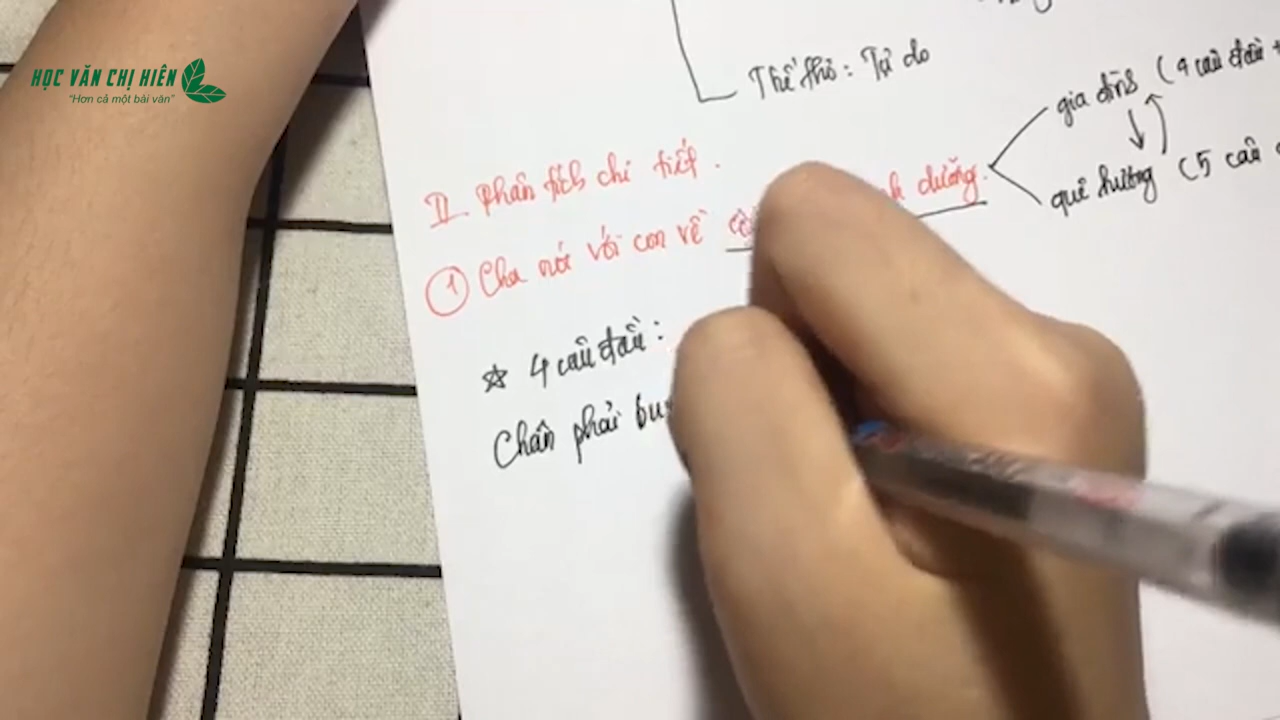 HỌC VĂN CHỊ HIÊN
"Hơn cả một bài văn"
Thể thơ : Tự do
gia đình ( 4 câu đầu
quê hương ( 5 câu
II. Phân tích chi tiết.
1 Cha nói với con về dưỡng.
☆ 4 câu đầu :
Chân phải